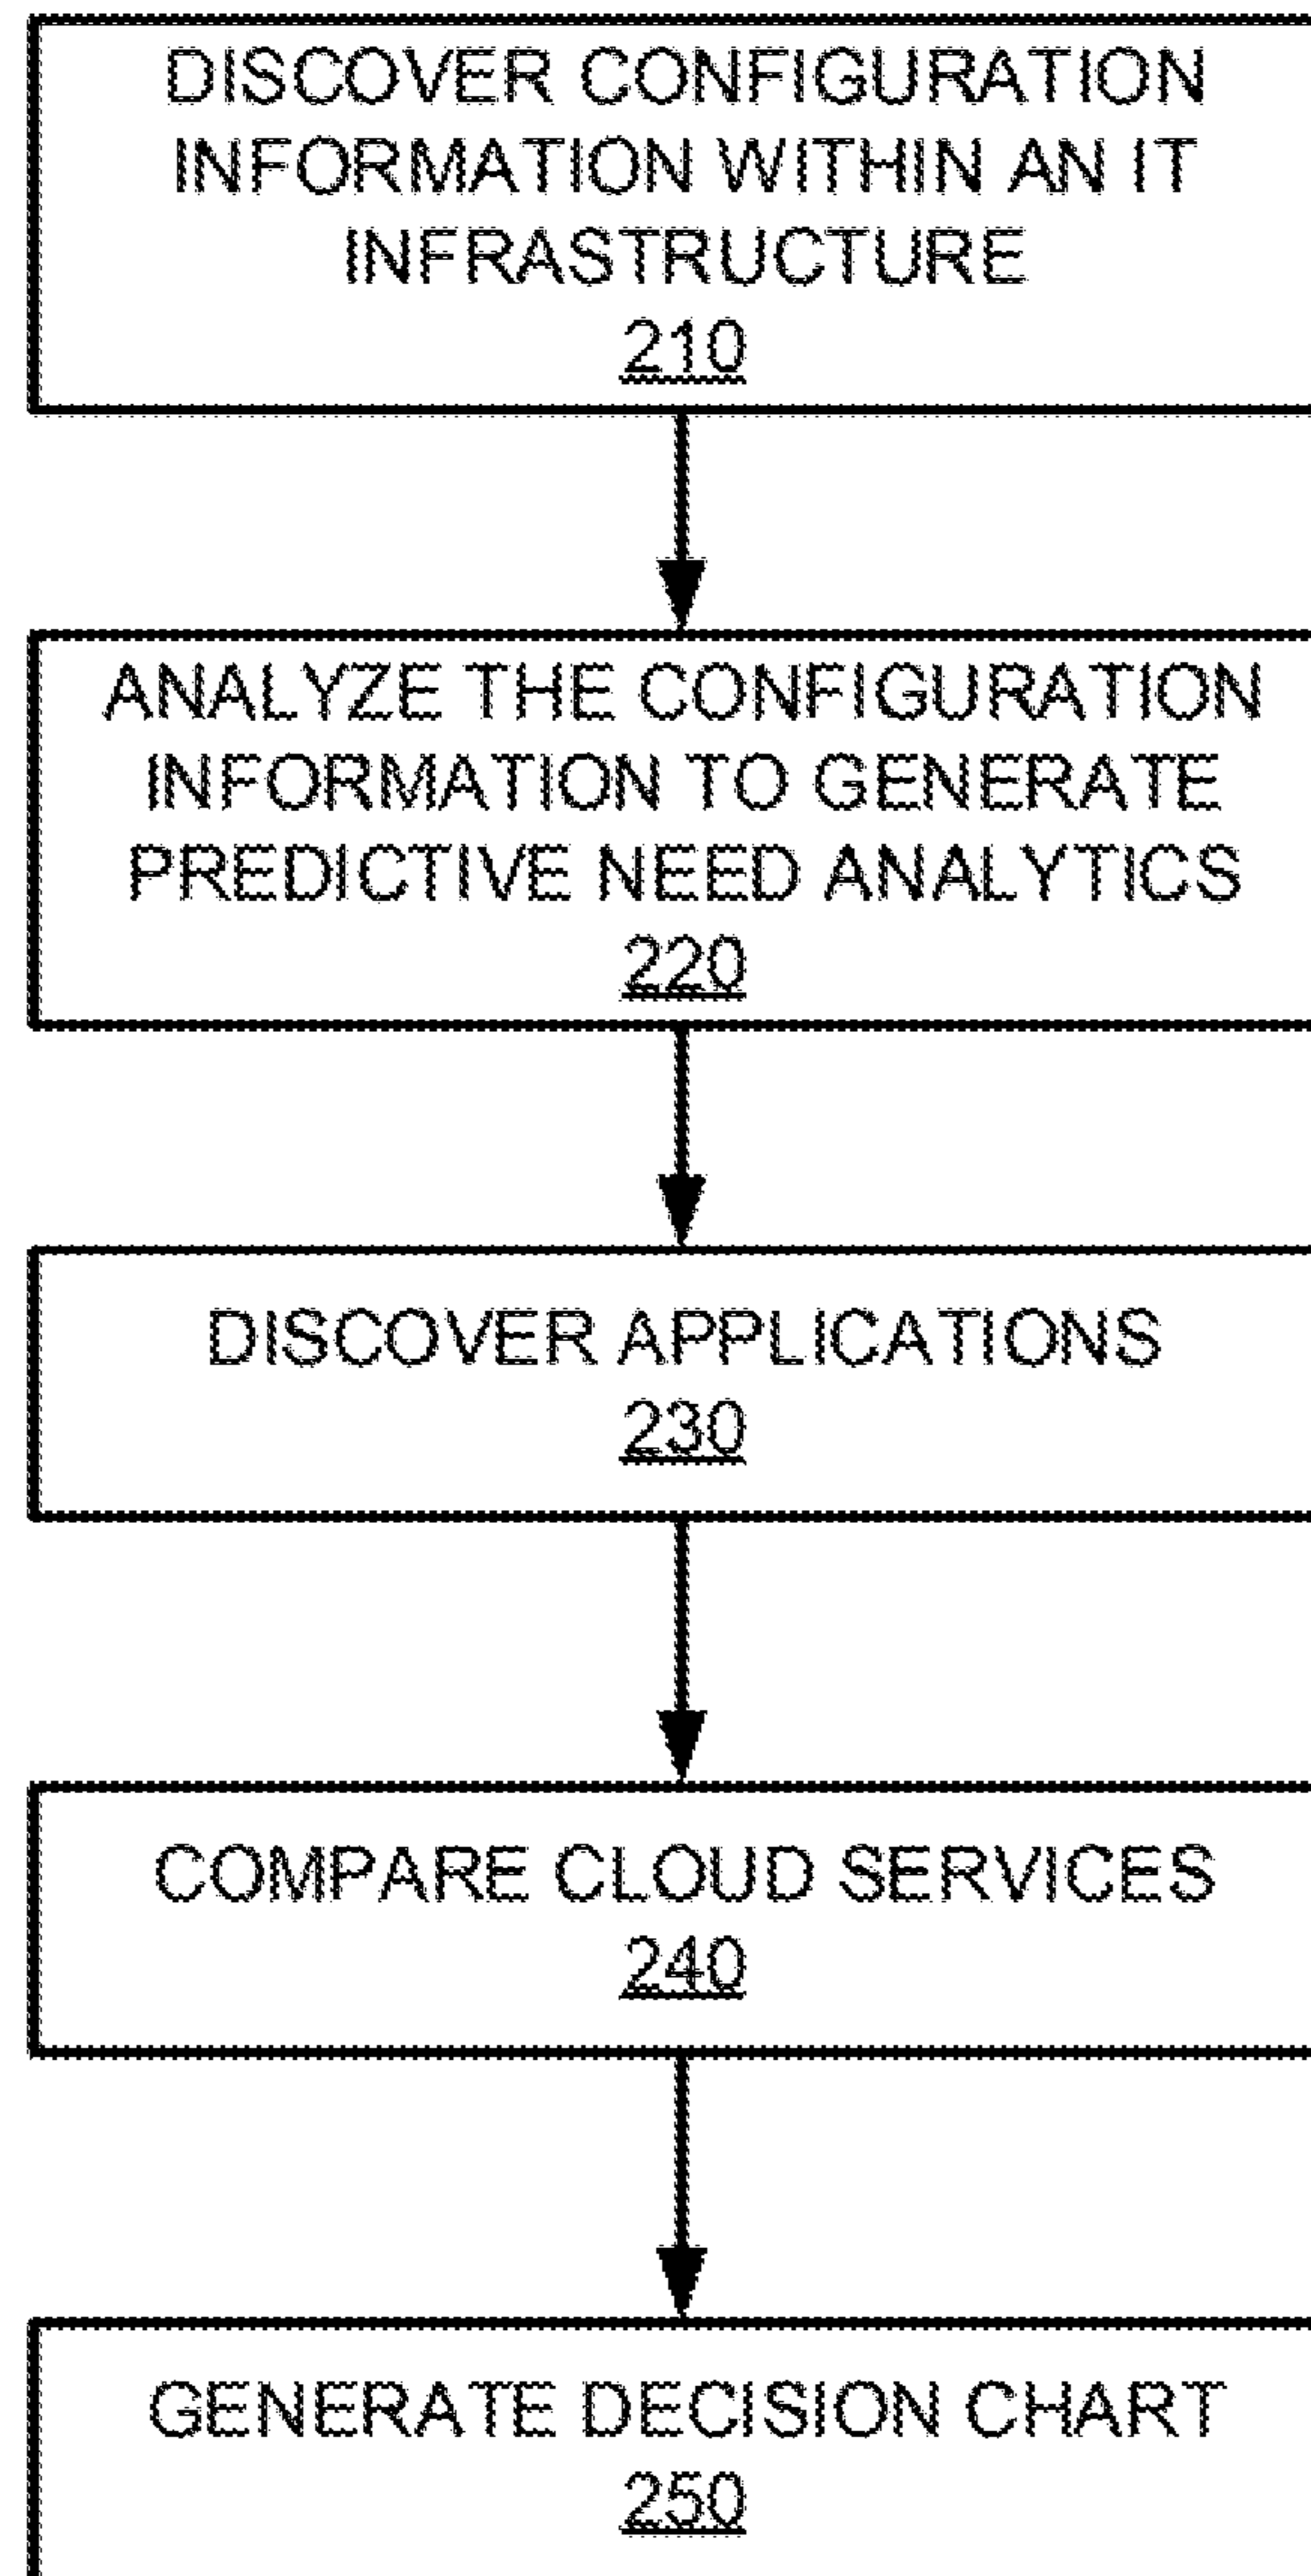 DISCOVER CONFIGURATION
INFORMATION WITHIN AN IT
INFRASTRUCTURE
210
ANALYZE THE CONFIGURATION
INFORMATION TO GENERATE
PREDICTIVE NEED ANALYTICS
220
DISCOVER APPLICATIONS
230
COMPARE CLOUD SERVICES
240
GENERATE DECISION CHART
250